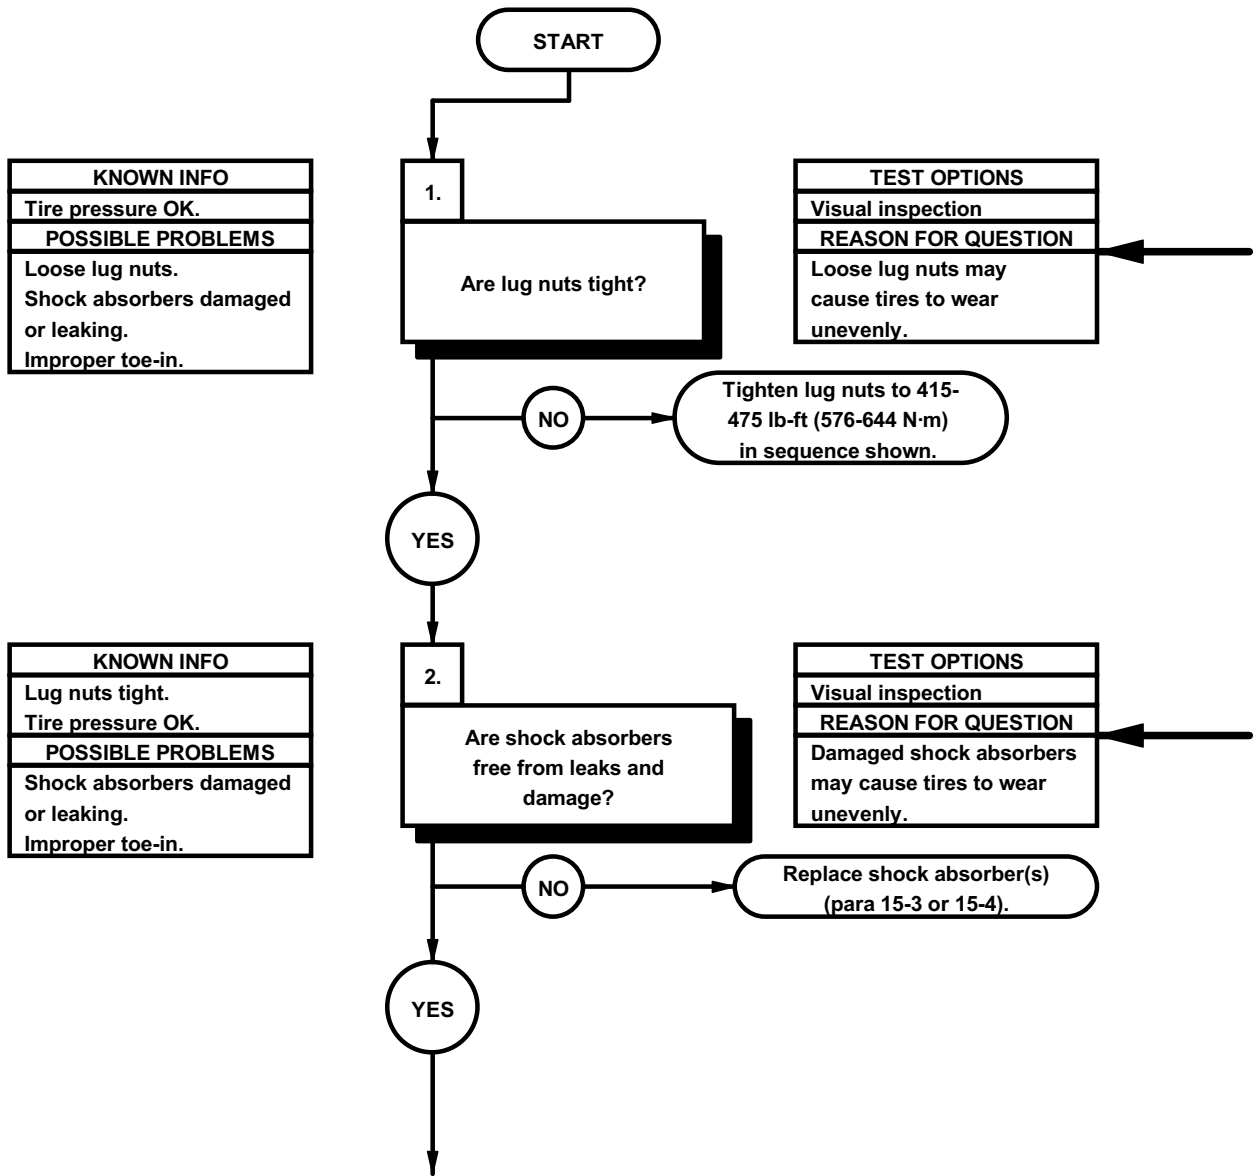 START
KNOWN INFO
Tire pressure OK.
POSSIBLE PROBLEMS
Loose lug nuts.
Shock absorbers damaged
or leaking.
Improper toe-in.
1.
Are lug nuts tight?
TEST OPTIONS
Visual inspection
REASON FOR QUESTION
Loose lug nuts may
cause tires to wear
unevenly.
NO
Tighten lug nuts to 415-
475 lb-ft (576-644 N·m)
in sequence shown.
YES
KNOWN INFO
Lug nuts tight.
Tire pressure OK.
POSSIBLE PROBLEMS
Shock absorbers damaged
or leaking.
Improper toe-in.
2.
Are shock absorbers
free from leaks and
damage?
TEST OPTIONS
Visual inspection
REASON FOR QUESTION
Damaged shock absorbers
may cause tires to wear
unevenly.
NO
Replace shock absorber(s)
(para 15-3 or 15-4).
YES